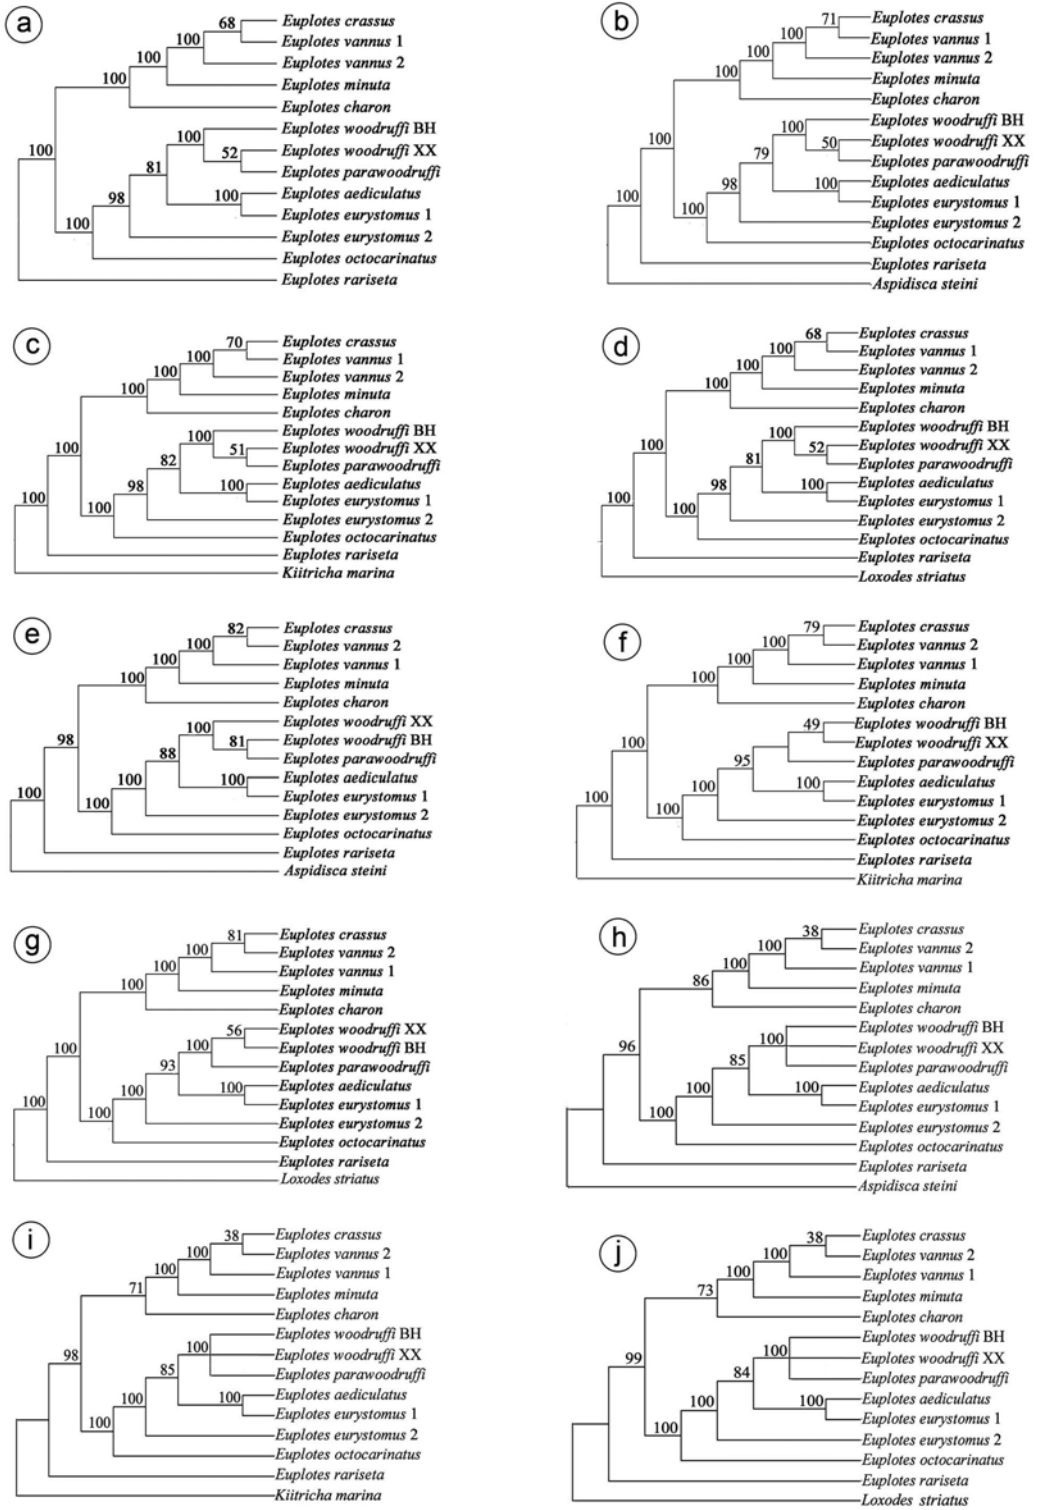 a
68
Euplotes crassus
100
Euplotes vannus 1
100
Euplotes vannus 2
100
Euplotes minuta
Euplotes charon
100
Euplotes woodruffi BH
100
52
Euplotes woodruffi XX
81
Euplotes parawoodruffi
98
100
Euplotes aediculatus
100
Euplotes eurystomus 1
Euplotes eurystomus 2
Euplotes octocarinatus
Euplotes rariseta
b
71
Euplotes crassus
100
Euplotes vannus 1
100
Euplotes vannus 2
100
Euplotes minuta
Euplotes charon
100
Euplotes woodruffi BH
100
50
Euplotes woodruffi XX
79
Euplotes parawoodruffi
98
100
Euplotes aediculatus
100
100
Euplotes eurystomus 1
Euplotes eurystomus 2
Euplotes octocarinatus
Euplotes rariseta
Aspidisca steini
c
70
Euplotes crassus
100
Euplotes vannus 1
100
Euplotes vannus 2
100
Euplotes minuta
Euplotes charon
100
Euplotes woodruffi BH
100
51
Euplotes woodruffi XX
82
Euplotes parawoodruffi
98
100
Euplotes aediculatus
100
100
Euplotes eurystomus 1
Euplotes eurystomus 2
Euplotes octocarinatus
Euplotes rariseta
Kiitricha marina
d
68
Euplotes crassus
100
Euplotes vannus 1
100
Euplotes vannus 2
100
Euplotes minuta
Euplotes charon
100
Euplotes woodruffi BH
100
52
Euplotes woodruffi XX
81
Euplotes parawoodruffi
98
100
Euplotes aediculatus
100
100
Euplotes eurystomus 1
Euplotes eurystomus 2
Euplotes octocarinatus
Euplotes rariseta
Loxodes striatus
e
82
Euplotes crassus
100
Euplotes vannus 2
100
Euplotes vannus 1
100
Euplotes minuta
Euplotes charon
100
Euplotes woodruffi XX
98
81
Euplotes woodruffi BH
88
Euplotes parawoodruffi
100
100
Euplotes aediculatus
100
100
Euplotes eurystomus 1
Euplotes eurystomus 2
Euplotes octocarinatus
Euplotes rariseta
Aspidisca steini
f
79
Euplotes crassus
100
Euplotes vannus 2
100
Euplotes vannus 1
100
Euplotes minuta
Euplotes charon
49
Euplotes woodruffi BH
100
Euplotes woodruffi XX
95
Euplotes parawoodruffi
100
100
Euplotes aediculatus
100
100
Euplotes eurystomus 1
Euplotes eurystomus 2
Euplotes octocarinatus
Euplotes rariseta
Kiitricha marina
g
81
Euplotes crassus
100
Euplotes vannus 2
100
Euplotes vannus 1
100
Euplotes minuta
Euplotes charon
56
Euplotes woodruffi XX
100
100
Euplotes woodruffi BH
93
Euplotes parawoodruffi
100
100
Euplotes aediculatus
100
100
Euplotes eurystomus 1
Euplotes eurystomus 2
Euplotes octocarinatus
Euplotes rariseta
Loxodes striatus
h
38
Euplotes crassus
100
Euplotes vannus 2
100
Euplotes vannus 1
86
Euplotes minuta
Euplotes charon
Euplotes woodruffi BH
96
100
Euplotes woodruffi XX
85
Euplotes parawoodruffi
100
100
Euplotes aediculatus
100
Euplotes eurystomus 1
Euplotes eurystomus 2
Euplotes octocarinatus
Euplotes rariseta
Aspidisca steini
i
38
Euplotes crassus
100
Euplotes vannus 2
100
Euplotes vannus 1
71
Euplotes minuta
Euplotes charon
Euplotes woodruffi BH
98
100
Euplotes woodruffi XX
85
Euplotes parawoodruffi
100
100
Euplotes aediculatus
100
Euplotes eurystomus 1
Euplotes eurystomus 2
Euplotes octocarinatus
Euplotes rariseta
Kiitricha marina
j
38
Euplotes crassus
100
Euplotes vannus 2
100
Euplotes vannus 1
73
Euplotes minuta
Euplotes charon
Euplotes woodruffi BH
99
100
Euplotes woodruffi XX
84
Euplotes parawoodruffi
100
100
Euplotes aediculatus
100
Euplotes eurystomus 1
Euplotes eurystomus 2
Euplotes octocarinatus
Euplotes rariseta
Loxodes striatus